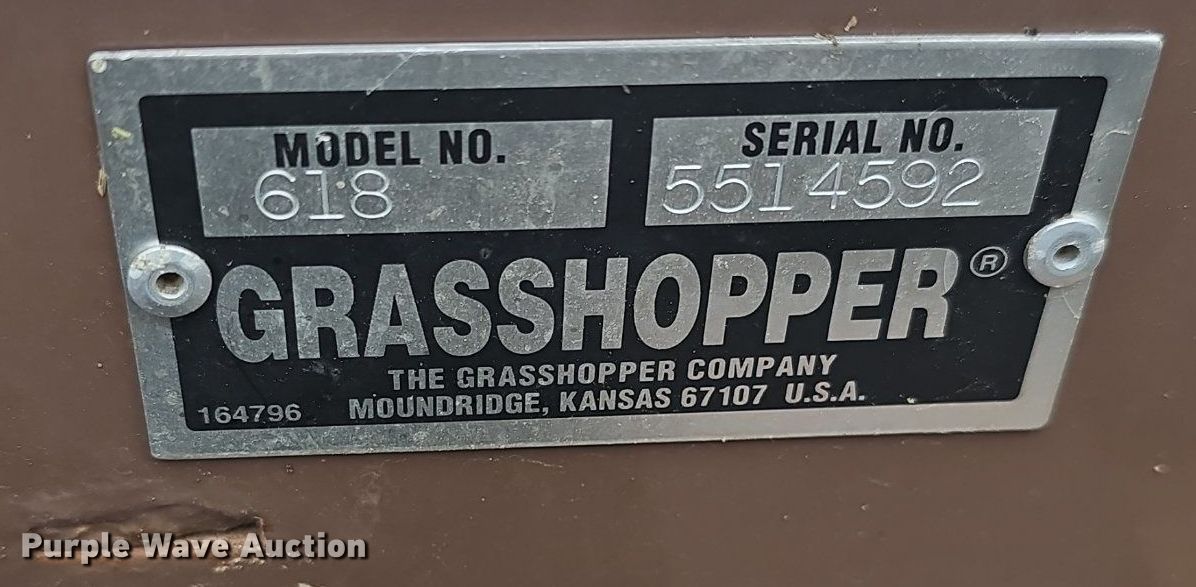 MODEL NO.
618
SERIAL NO.
5514592
GRASSHOPPER®
THE GRASSHOPPER COMPANY
164796 MOUNDRIDGE, KANSAS 67107 U.S.A.
Purple Wave Auction